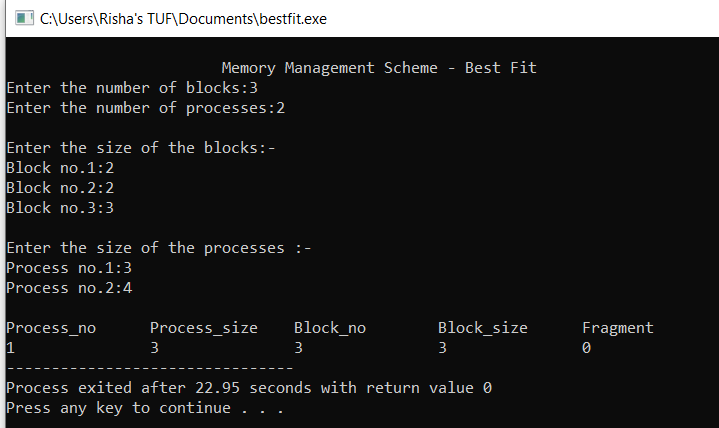 C:\Users\Risha's TUF\Documents\bestfit.exe
Memory Management Scheme - Best Fit
Enter the number of blocks:3
Enter the number of processes:2
Enter the size of the blocks:-
Block no.1:2
Block no.2:2
Block no.3:3
Enter the size of the processes :-
Process no.1:3
Process no.2:4
Process_no Process_size Block_no Block_size Fragment
1 3 3 3 0
--------------------------------
Process exited after 22.95 seconds with return value 0
Press any key to continue . . .